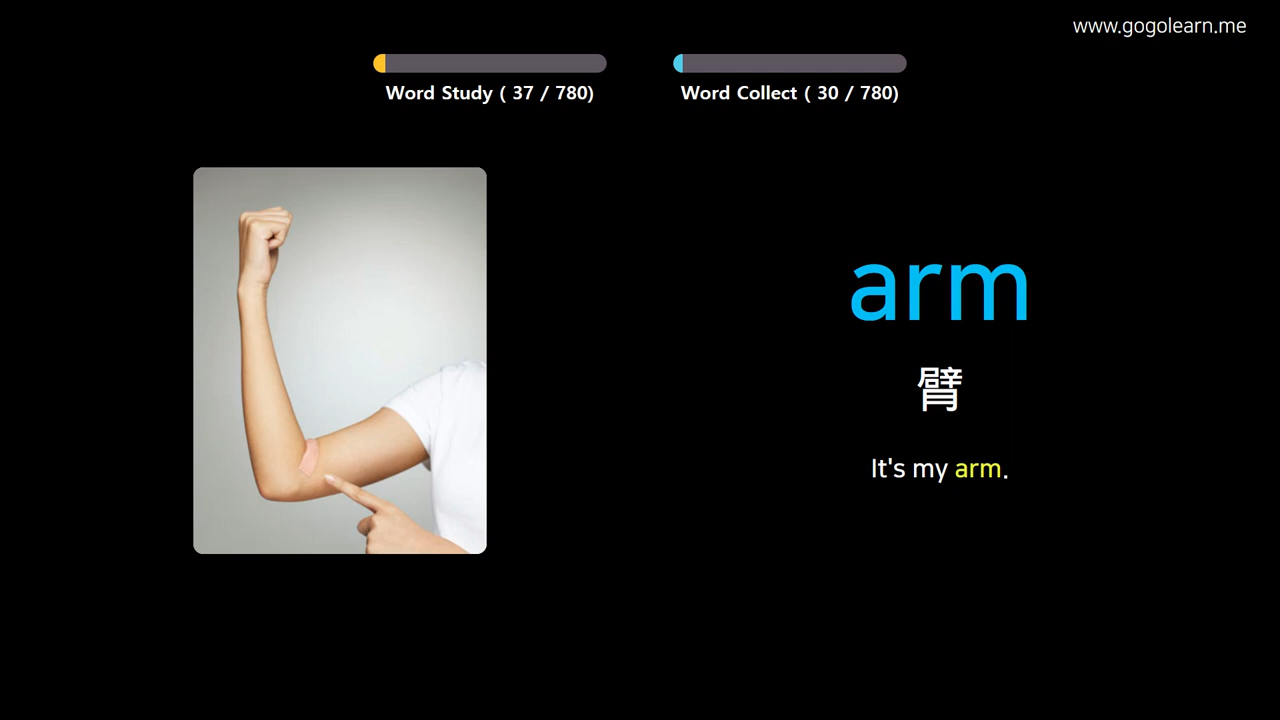 www.gogolearn.me
Word Study ( 37 / 780)
Word Collect ( 30 / 780)
arm
臂
It's my arm.